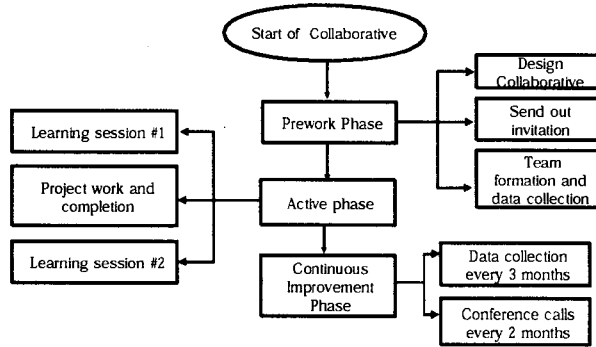 Start of Collaborative
Design
Collaborative
Prework Phase
Send out
invitation
Team
formation and
data collection
Learning session #1
Project work and
completion
Active phase
Learning session #2
Continuous
Improvement
Phase
Data collection
every 3 months
Conference calls
every 2 months